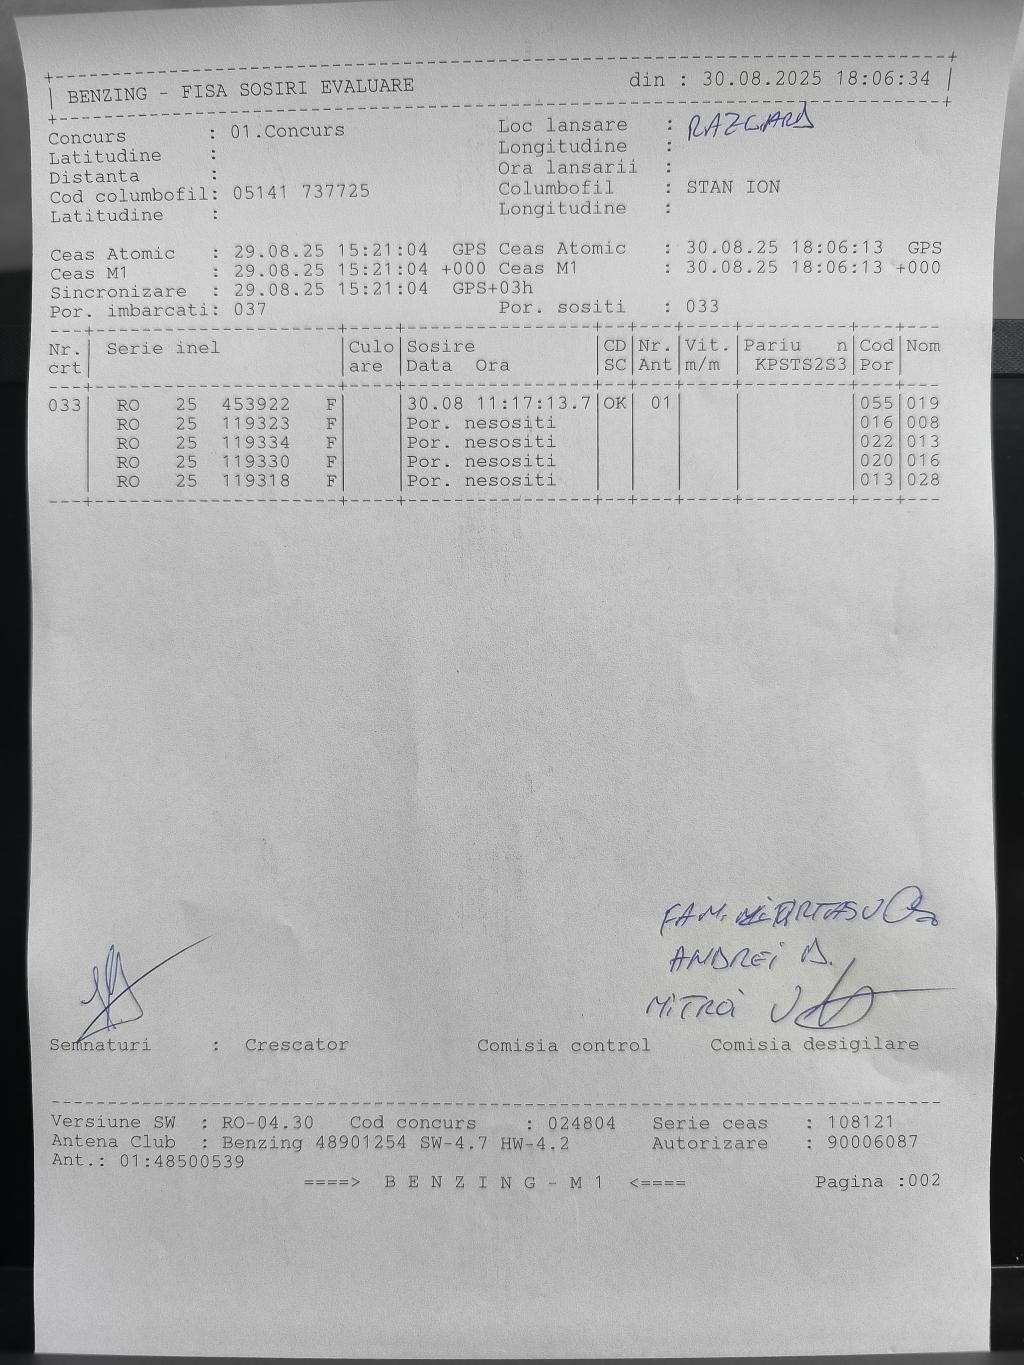 BENZING - FISA SOSIRI EVALUARE din : 30.08.2025 18:06:34
Concurs : 01.Concurs Loc lansare : RAZGARD
Latitudine : Longitudine :
Distanta : Ora lansarii :
Cod columbofil: 05141 737725 Columbofil : STAN ION
Latitudine : Longitudine :
Ceas Atomic : 29.08.25 15:21:04 GPS Ceas Atomic : 30.08.25 18:06:13 GPS
Ceas M1 : 29.08.25 15:21:04 +000 Ceas M1 : 30.08.25 18:06:13 +000
Sincronizare : 29.08.25 15:21:04 GPS+03h
Por. imbarcati: 037 Por. sositi : 033
Nr. Serie inel Culo Sosire CD Nr. Vit. Pariu n Cod Nom
crt are Data Ora SC Ant m/m KPSTS2S3 Por
033 RO 25 453922 F 30.08 11:17:13.7 OK 01 055 019
RO 25 119323 F Por. nesositi 016 008
RO 25 119334 F Por. nesositi 022 013
RO 25 119330 F Por. nesositi 020 016
RO 25 119318 F Por. nesositi 013 028
FAM.
ANDREI D.
MITROI
Semnaturi : Crescator Comisia control Comisia desigilare
Versiune SW : RO-04.30 Cod concurs : 024804 Serie ceas : 108121
Antena Club : Benzing 48901254 SW-4.7 HW-4.2 Autorizare : 90006087
Ant.: 01:48500539
====> B E N Z I N G - M 1 <==== Pagina :002